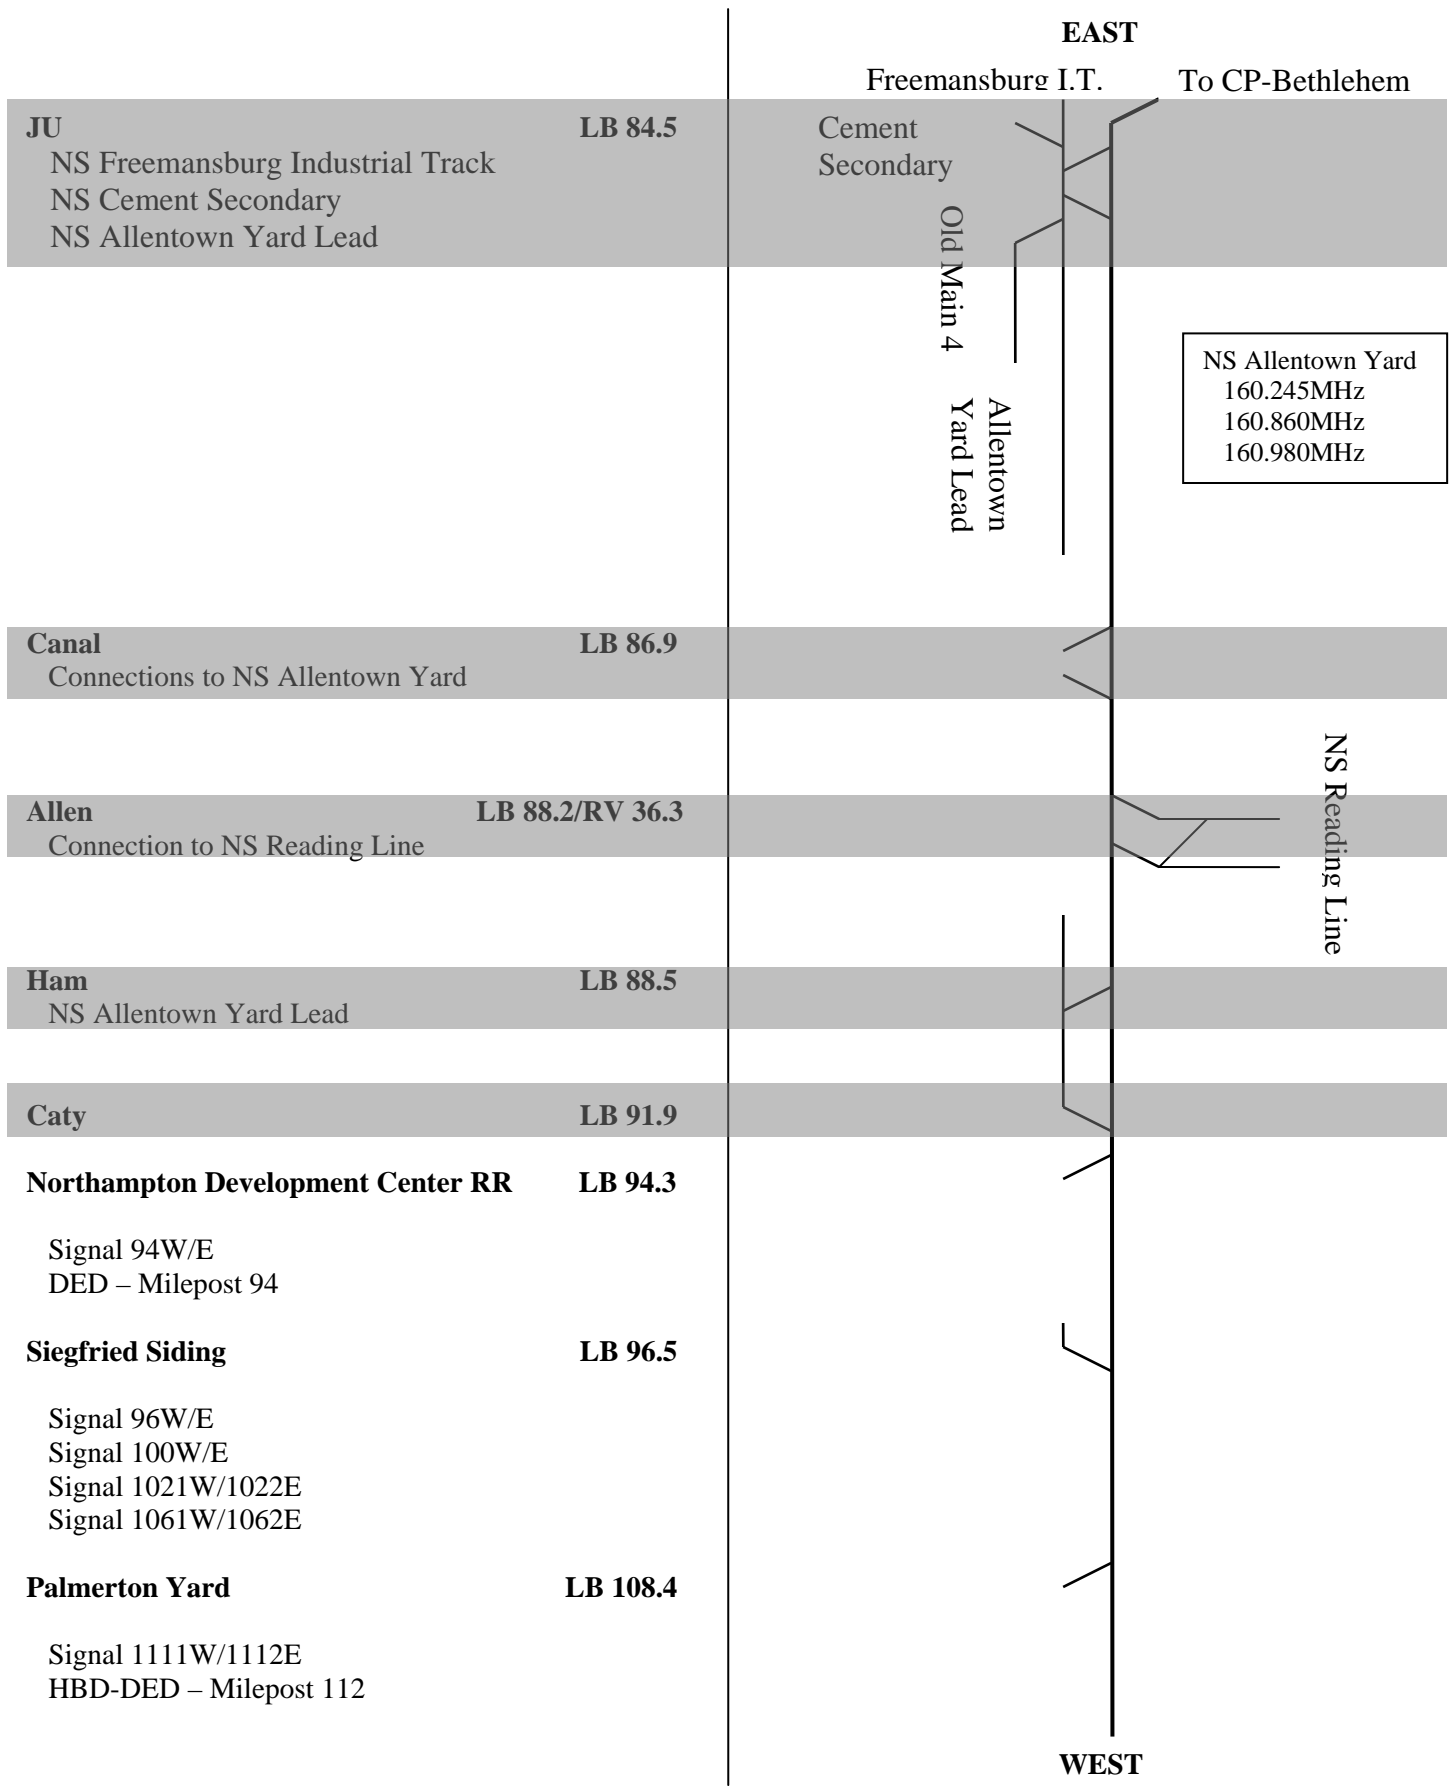 EAST
Freemansburg I.T.
To CP-Bethlehem
JU LB 84.5
NS Freemansburg Industrial Track
NS Cement Secondary
NS Allentown Yard Lead
Cement
Secondary
Old Main 4
Allentown
Yard Lead
NS Allentown Yard
160.245MHz
160.860MHz
160.980MHz
Canal LB 86.9
Connections to NS Allentown Yard
NS Reading Line
Allen LB 88.2/RV 36.3
Connection to NS Reading Line
Ham LB 88.5
NS Allentown Yard Lead
Caty LB 91.9
Northampton Development Center RR LB 94.3
Signal 94W/E
DED – Milepost 94
Siegfried Siding LB 96.5
Signal 96W/E
Signal 100W/E
Signal 1021W/1022E
Signal 1061W/1062E
Palmerton Yard LB 108.4
Signal 1111W/1112E
HBD-DED – Milepost 112
WEST